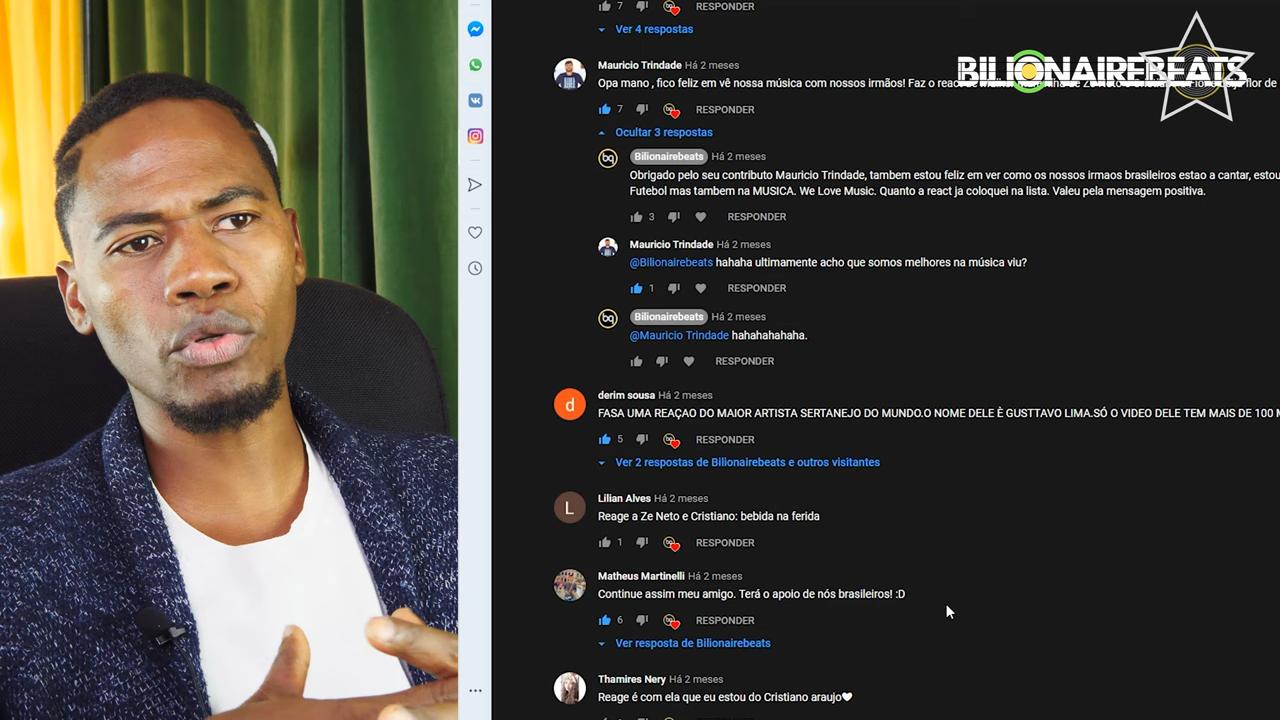 7 RESPONDER
Ver 4 respostas
BILIONAIREBEATS
Mauricio Trindade Há 2 meses
Opa mano , fico feliz em vê nossa música com nossos irmãos! Faz o react de
flor de
7 RESPONDER
Ocultar 3 respostas
bq Bilionairebeats Há 2 meses
Obrigado pelo seu contributo Mauricio Trindade, tambem estou feliz em ver como os nossos irmaos brasileiros estao a cantar, estou
Futebol mas tambem na MUSICA. We Love Music. Quanto a react ja coloquei na lista. Valeu pela mensagem positiva.
3 RESPONDER
Mauricio Trindade Há 2 meses
@Bilionairebeats hahaha ultimamente acho que somos melhores na música viu?
1 RESPONDER
bq Bilionairebeats Há 2 meses
@Mauricio Trindade hahahahahaha.
RESPONDER
d derim sousa Há 2 meses
FASA UMA REAÇAO DO MAIOR ARTISTA SERTANEJO DO MUNDO.O NOME DELE È GUSTTAVO LIMA.SÓ O VIDEO DELE TEM MAIS DE 100
5 RESPONDER
Ver 2 respostas de Bilionairebeats e outros visitantes
L Lilian Alves Há 2 meses
Reage a Ze Neto e Cristiano: bebida na ferida
1 RESPONDER
Matheus Martinelli Há 2 meses
Continue assim meu amigo. Terá o apoio de nós brasileiros! :D
6 RESPONDER
Ver resposta de Bilionairebeats
Thamires Nery Há 2 meses
Reage é com ela que eu estou do Cristiano araujo♥